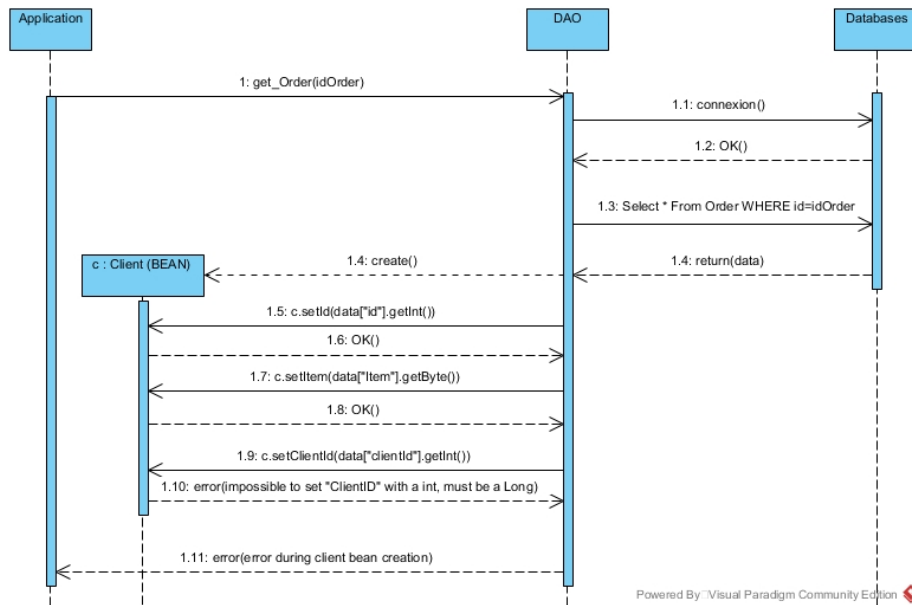 Application
DAO
Databases
1: get_Order(idOrder)
1.1: connexion()
1.2: OK()
1.3: Select * From Order WHERE id=idOrder
c : Client (BEAN)
1.4: create()
1.4: return(data)
1.5: c.setId(data["id"].getInt())
1.6: OK()
1.7: c.setItem(data["Item"].getByte())
1.8: OK()
1.9: c.setClientId(data["clientId"].getInt())
1.10: error(impossible to set "ClientID" with a int, must be a Long)
1.11: error(error during client bean creation)
Powered By Visual Paradigm Community Edition